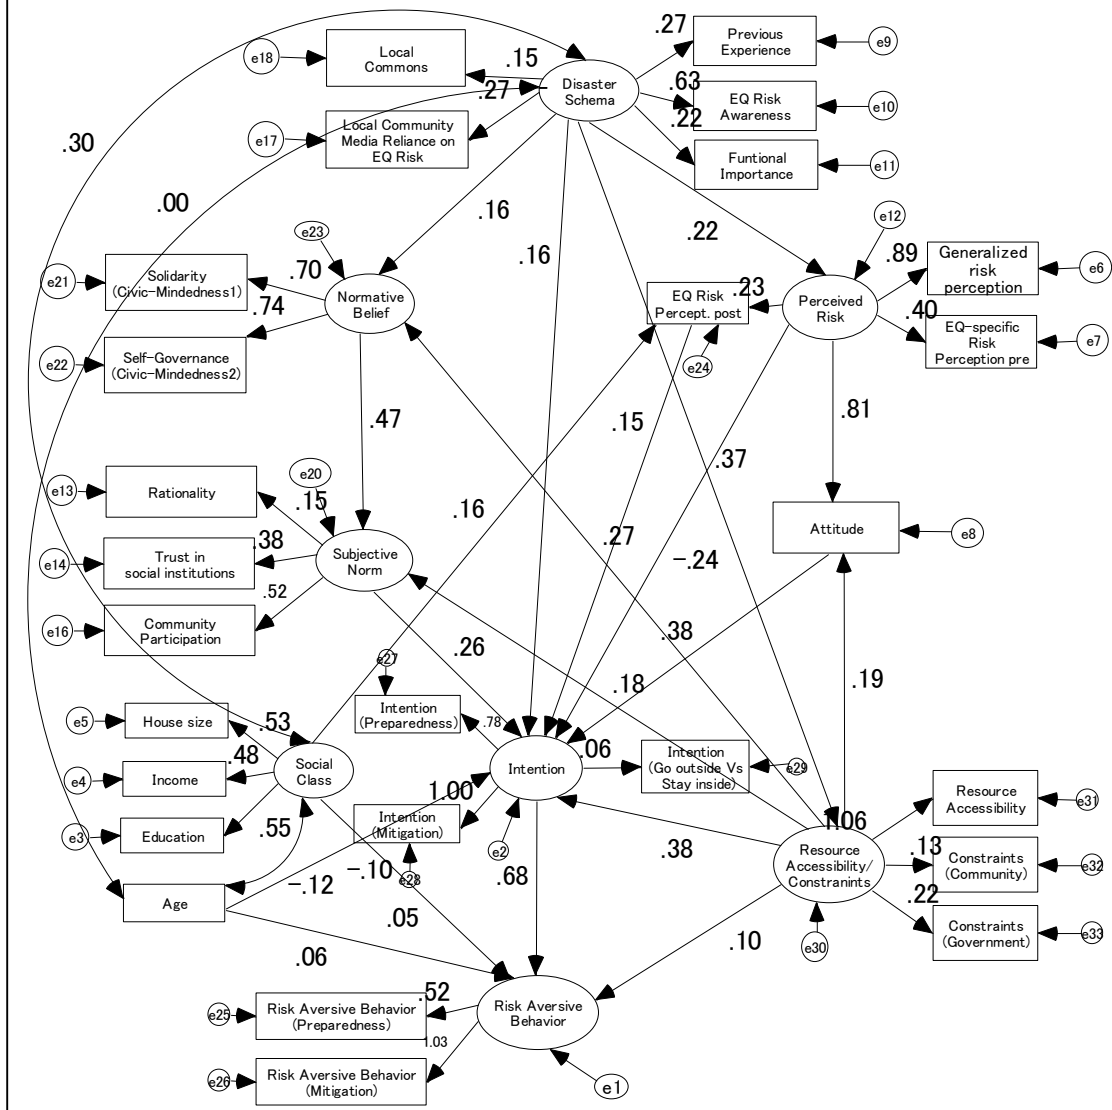 Previous
Experience
e9
e18
Local
Commons
.27
.15
Disaster
Schema
.63
EQ Risk
Awareness
e10
.27
.22
e17
Local Community
Media Reliance on
EQ Risk
.30
Funtional
Importance
e11
.00
.16
e23
.16
.22
e12
.89
Generalized
risk
perception
e6
e21
Solidarity
(Civic-Mindedness1)
.70
Normative
Belief
EQ Risk
Percept. post
.23
Perceived
Risk
.74
.40
EQ-specific
Risk
Perception pre
e7
e22
Self-Governance
(Civic-Mindedness2)
e24
.47
.15
.81
.37
e20
e13
Rationality
.15
.16
Attitude
e8
.38
.27
-.24
e14
Trust in
social institutions
Subjective
Norm
.52
e16
Community
Participation
.26
.38
e27
.18
.19
Intention
(Preparedness)
.78
e5
House size
.53
.06
Intention
(Go outside Vs
Stay inside)
e29
.48
Social
Class
Intention
e4
Income
1.00
Resource
Accessibility
e31
e3
Education
.55
Intention
(Mitigation)
e2
.38
1.06
Resource
Accessibility/
Constranints
.13
Constraints
(Community)
e32
-.12
-.10
e28
.68
.22
Age
.05
Constraints
(Government)
e33
.06
.10
e30
.52
e25
Risk Aversive Behavior
(Preparedness)
Risk Aversive
Behavior
1.03
e26
Risk Aversive Behavior
(Mitigation)
e1